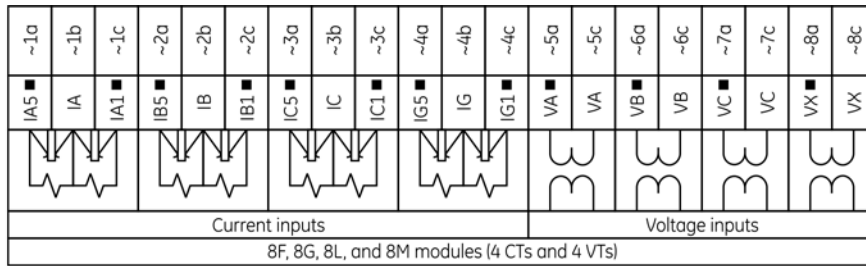 ~1a ~1b ~1c ~2a ~2b ~2c ~3a ~3b ~3c ~4a ~4b ~4c ~5a ~5c ~6a ~6c ~7a ~7c ~8a ~8c
IA5 IA IA1 IB5 IB IB1 IC5 IC IC1 IG5 IG IG1 VA VA VB VB VC VC VX VX
Current inputs Voltage inputs
8F, 8G, 8L, and 8M modules (4 CTs and 4 VTs)